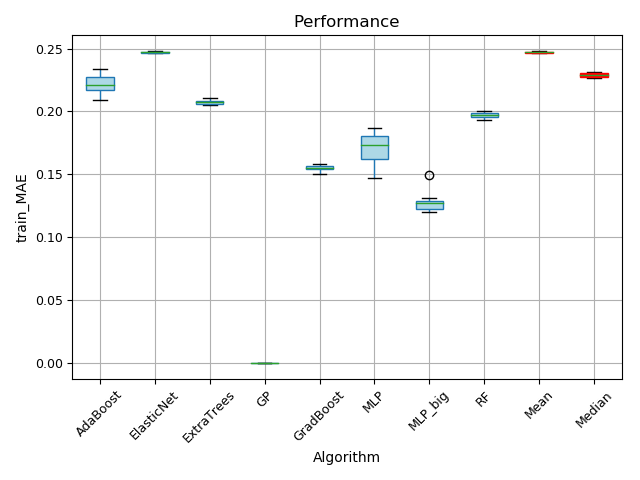 Performance
train_MAE
0.25
0.20
0.15
0.10
0.05
0.00
AdaBoost
ElasticNet
ExtraTrees
GP
GradBoost
MLP
MLP_big
RF
Mean
Median
Algorithm